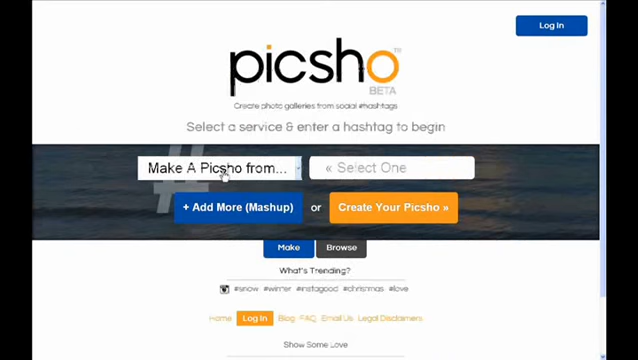 Log In
picsho™
BETA
Create photo galleries from social #hashtags
Select a service & enter a hashtag to begin
#
Make A Picsho from... « Select One
+ Add More (Mashup) or Create Your Picsho »
Make Browse
What's Trending?
#snow #winter #instagood #christmas #love
Home Log In Blog FAQ Email Us Legal Disclaimers
Show Some Love